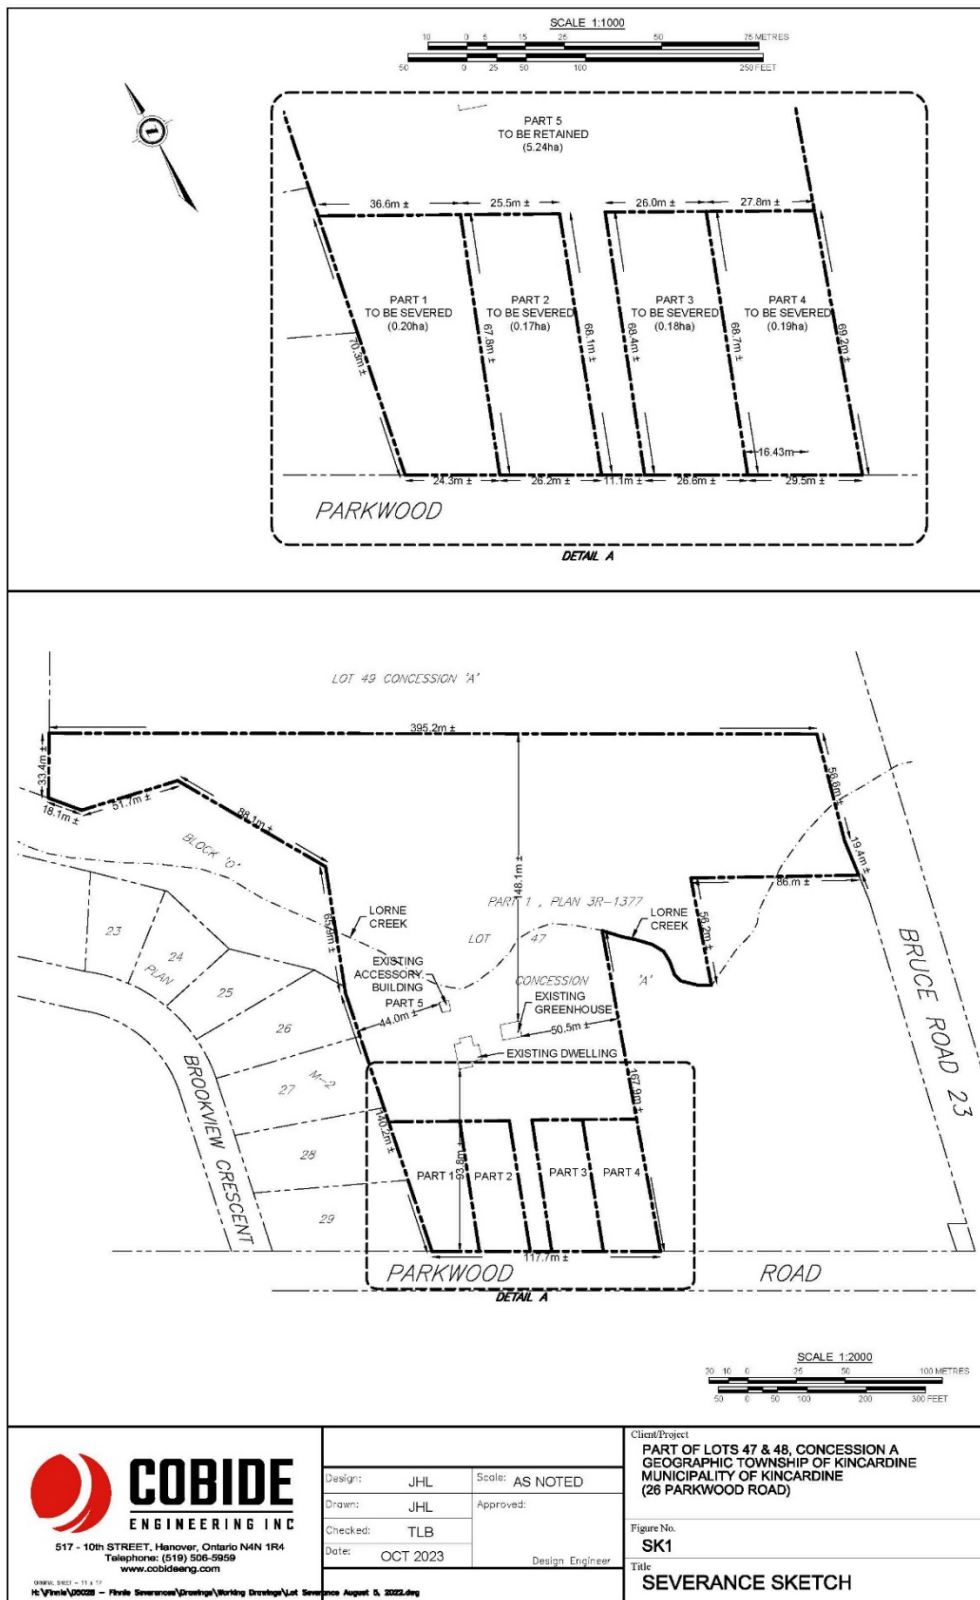 SCALE 1:1000
10 0 5 15 25 50 75 METRES
50 0 25 50 100 250 FEET
PART 5
TO BE RETAINED
(5.24ha)
36.6m ±
25.5m ±
26.0m ±
27.8m ±
PART 1
TO BE SEVERED
(0.20ha)
PART 2
TO BE SEVERED
(0.17ha)
PART 3
TO BE SEVERED
(0.18ha)
PART 4
TO BE SEVERED
(0.19ha)
70.3m ±
67.8m ±
68.1m ±
68.4m ±
68.7m ±
69.2m ±
16.43m
24.3m ±
26.2m ±
11.1m ±
26.6m ±
29.5m ±
PARKWOOD
DETAIL A
LOT 49 CONCESSION 'A'
395.2m ±
33.4m ±
18.1m ±
51.7m ±
88.1m ±
56.6m ±
19.4m ±
86.m ±
56.2m ±
148.1m ±
BLOCK 'O'
PART 1 , PLAN 3R-1377
LORNE
CREEK
LORNE
CREEK
LOT 47
65.9m ±
CONCESSION 'A'
EXISTING
ACCESSORY
BUILDING
PART 5
44.0m ±
EXISTING
GREENHOUSE
50.5m ±
EXISTING DWELLING
23
24
PLAN
25
26
27
M-2
28
29
BROOKVIEW CRESCENT
BRUCE ROAD 23
140.2m ±
167.9m ±
93.8m ±
PART 1
PART 2
PART 3
PART 4
117.7m ±
PARKWOOD ROAD
DETAIL A
SCALE 1:2000
20 10 0 25 50 100 METRES
50 0 50 100 200 300 FEET
COBIDE
ENGINEERING INC
517 - 10th STREET, Hanover, Ontario N4N 1R4
Telephone: (519) 506-5959
www.cobideeng.com
ORIGINAL SHEET - 11 x 17
Design: JHL
Scale: AS NOTED
Drawn: JHL
Approved:
Checked: TLB
Date: OCT 2023
Design Engineer
Client/Project
PART OF LOTS 47 & 48, CONCESSION A
GEOGRAPHIC TOWNSHIP OF KINCARDINE
MUNICIPALITY OF KINCARDINE
(26 PARKWOOD ROAD)
Figure No.
SK1
Title
SEVERANCE SKETCH